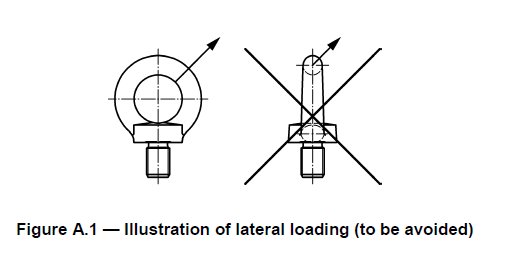 Figure A.1 — Illustration of lateral loading (to be avoided)